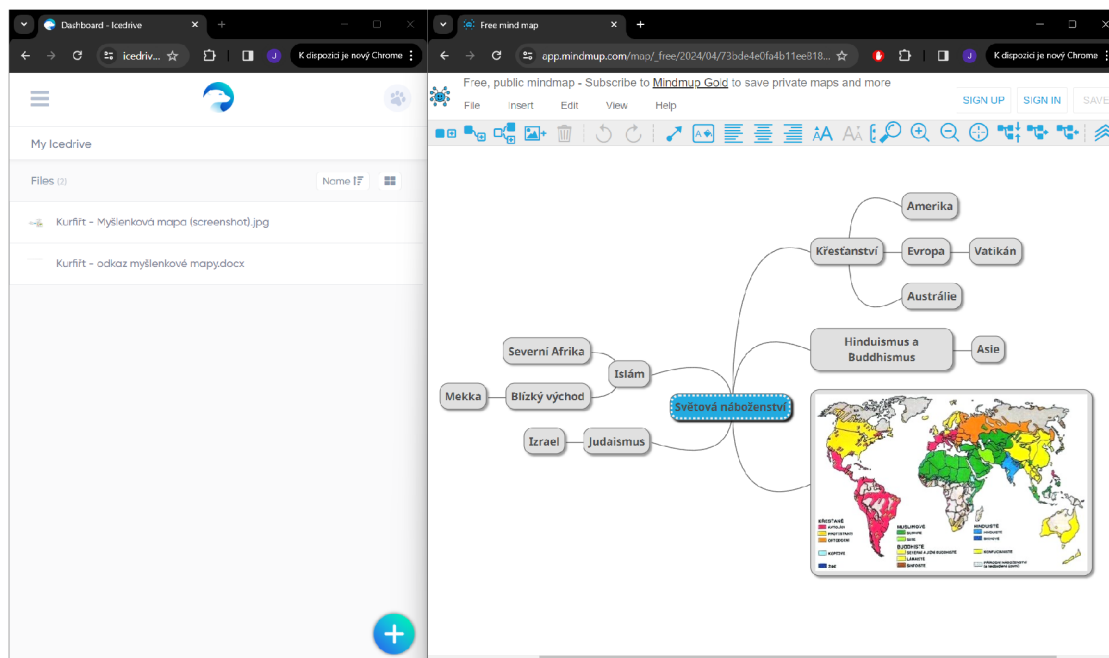 Dashboard - Icedrive
icedriv...
J
K dispozici je nový Chrome
My Icedrive
Files (2)
Name
Kurfiřt - Myšlenková mapa (screenshot).jpg
Kurfiřt - odkaz myšlenkové mapy.docx
Free mind map
app.mindmup.com/map/_free/2024/04/73bde4e0fa4b11ee818...
J
K dispozici je nový Chrome
Free, public mindmap - Subscribe to Mindmup Gold to save private maps and more
File Insert Edit View Help
SIGN UP SIGN IN SAVE
Amerika
Křesťanství Evropa Vatikán
Austrálie
Hinduismus a
Buddhismus
Asie
Severní Afrika
Islám
Mekka Blízký východ
Světová náboženství
Izrael Judaismus
KŘESŤANÉ
MUSLIMOVÉ
HINDUISTÉ
BUDDHISTÉ